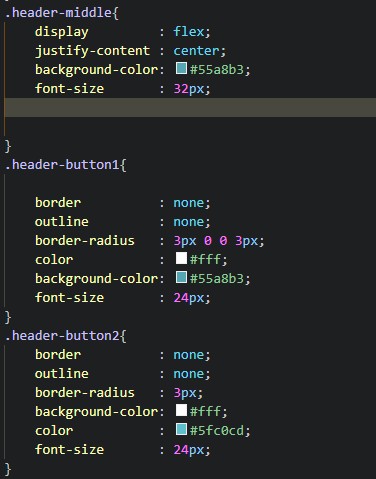 .header-middle{
    display         : flex;
    justify-content : center;
    background-color: #55a8b3;
    font-size       : 32px;
}
.header-button1{
    border          : none;
    outline         : none;
    border-radius   : 3px 0 0 3px;
    color           : #fff;
    background-color: #55a8b3;
    font-size       : 24px;
}
.header-button2{
    border          : none;
    outline         : none;
    border-radius   : 3px;
    background-color: #fff;
    color           : #5fc0cd;
    font-size       : 24px;
}